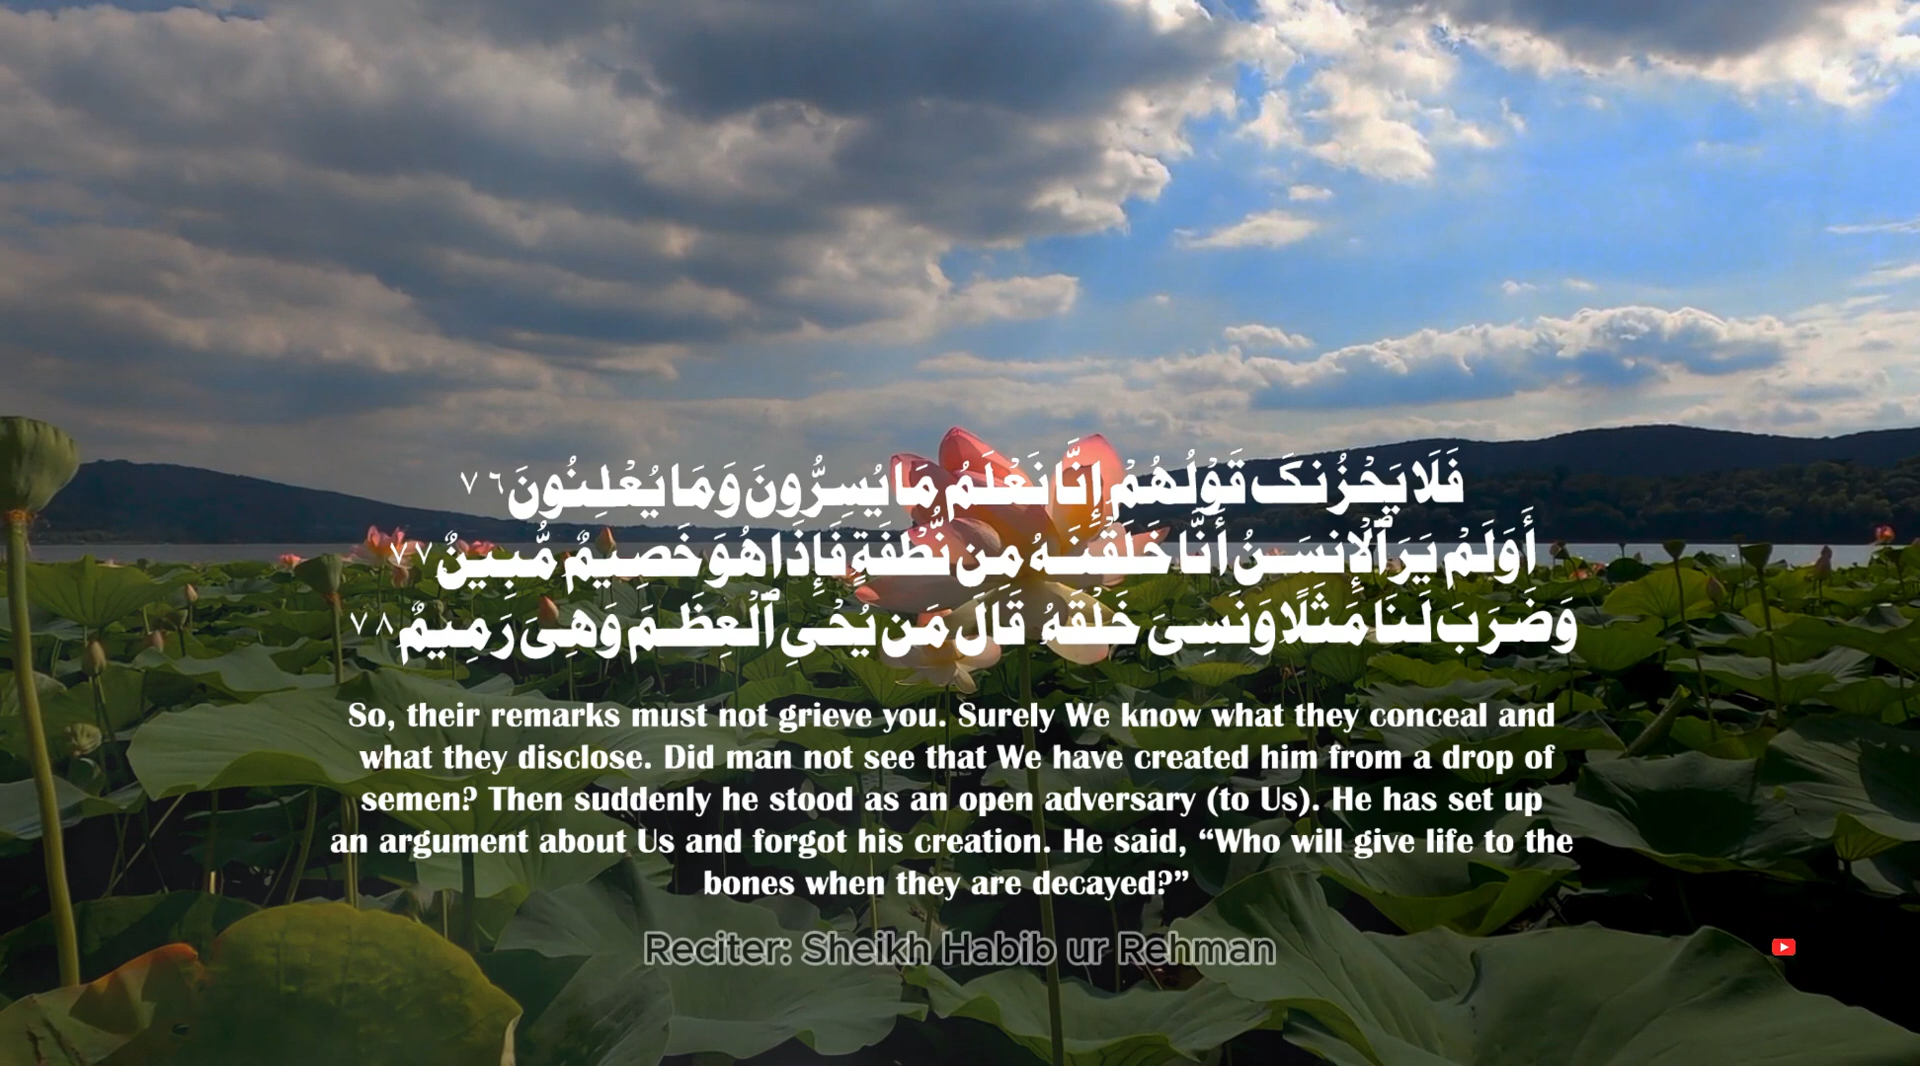 فَلَا يَحْزُنكَ قَوْلُهُمْ إِنَّا نَعْلَمُ مَا يُسِرُّونَ وَمَا يُعْلِنُونَ ٧٦
أَوَلَمْ يَرَ ٱلْإِنسَـٰنُ أَنَّا خَلَقْنَـٰهُ مِن نُّطْفَةٍ فَإِذَا هُوَ خَصِيمٌ مُّبِينٌ ٧٧
وَضَرَبَ لَنَا مَثَلًا وَنَسِىَ خَلْقَهُۥ قَالَ مَن يُحْىِ ٱلْعِظَـٰمَ وَهِىَ رَمِيمٌ ٧٨
So, their remarks must not grieve you. Surely We know what they conceal and
what they disclose. Did man not see that We have created him from a drop of
semen? Then suddenly he stood as an open adversary (to Us). He has set up
an argument about Us and forgot his creation. He said, “Who will give life to the
bones when they are decayed?”
Reciter: Sheikh Habib ur Rehman